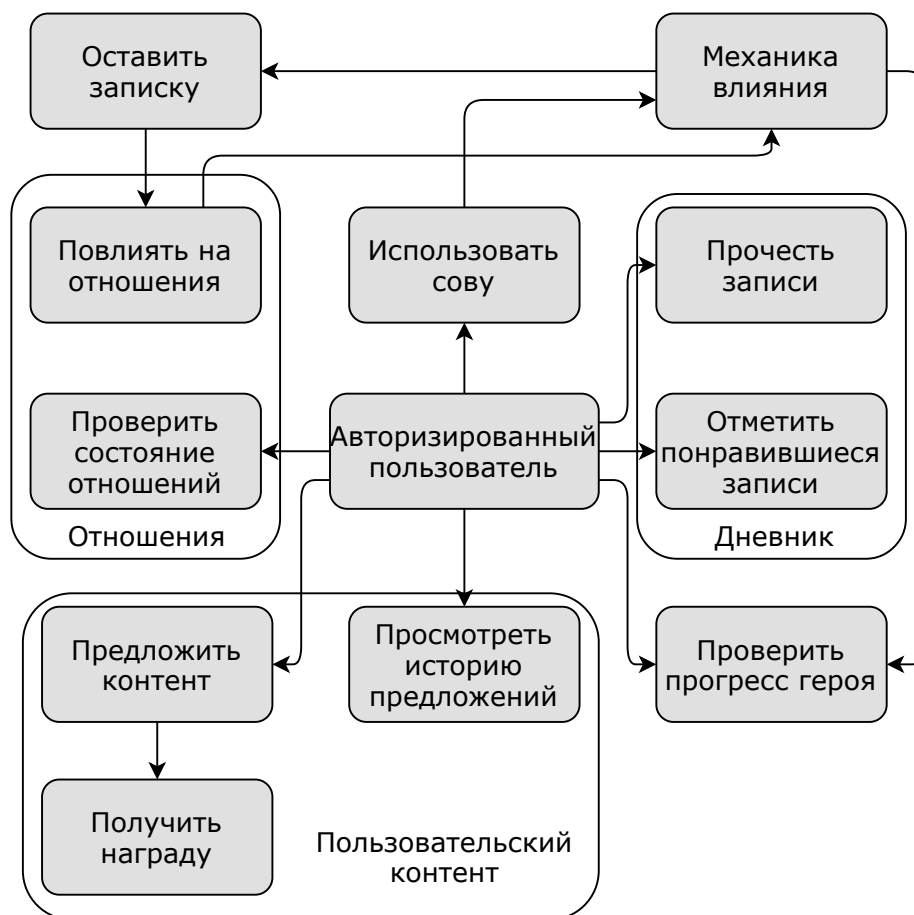 Оставить
записку
Механика
влияния
Повлиять на
отношения
Использовать
сову
Прочесть
записи
Проверить
состояние
отношений
Авторизированный
пользователь
Отметить
понравившиеся
записи
Отношения
Дневник
Предложить
контент
Просмотреть
историю
предложений
Проверить
прогресс героя
Получить
награду
Пользовательский
контент